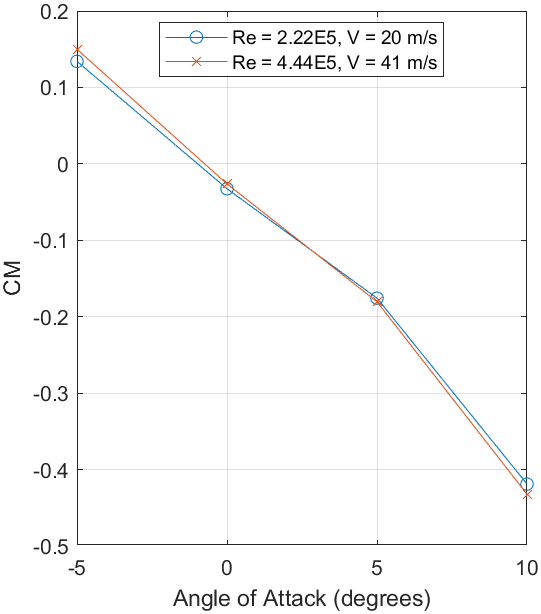 0.2
Re = 2.22E5, V = 20 m/s
Re = 4.44E5, V = 41 m/s
0.1
0
-0.1
CM
-0.2
-0.3
-0.4
-0.5
-5 0 5 10
Angle of Attack (degrees)